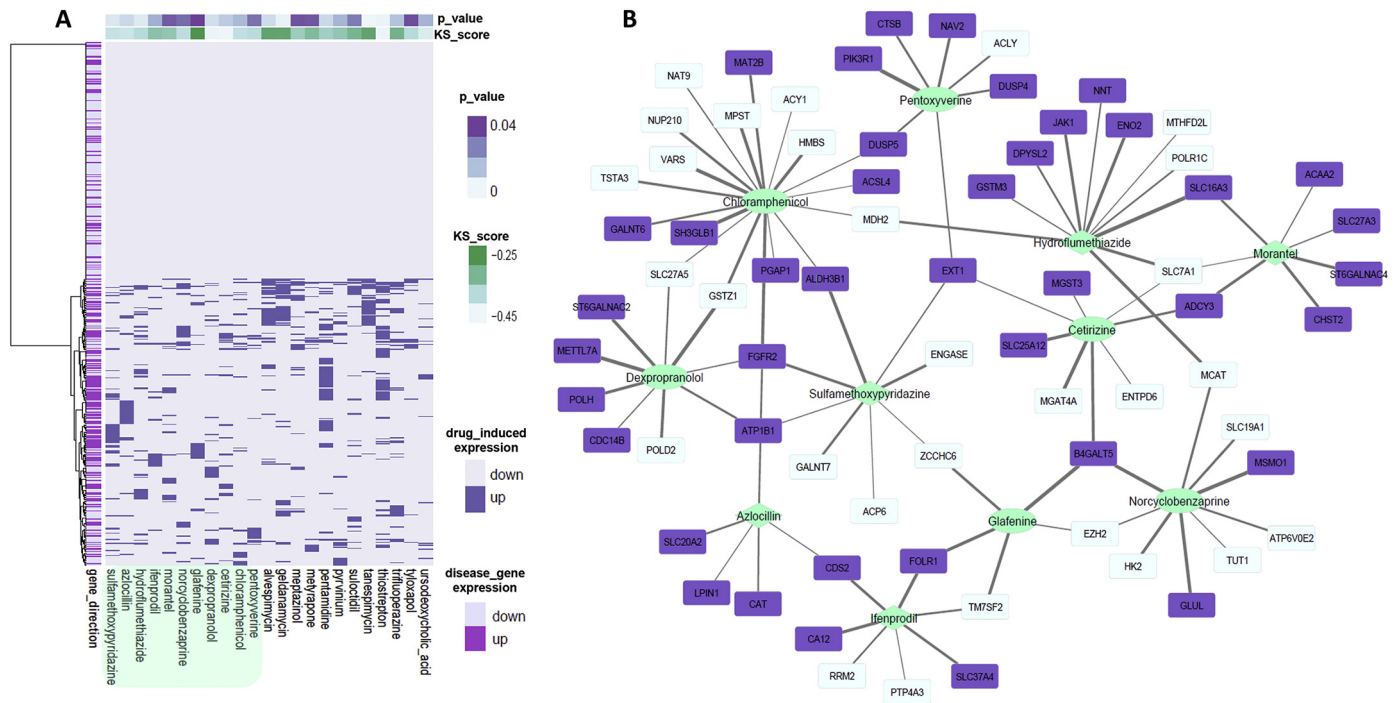 A
p_value
KS_score
p_value
0.04
0
KS_score
−0.25
−0.45
drug_induced
expression
down
up
disease_gene
expression
down
up
gene_direction
sulfamethoxypyridazine
azlocillin
hydroflumethiazide
ifenprodil
morantel
norcyclobenzaprine
glafenine
dexpropranolol
cetirizine
chloramphenicol
pentoxyverine
alvespimycin
geldanamycin
meptazinol
metyrapone
pentamidine
pyrvinium
suloctidil
tanespimycin
thiostrepton
trifluoperazine
tyloxapol
ursodeoxycholic_acid
B
CTSB
NAV2
ACLY
PIK3R1
DUSP4
Pentoxyverine
MAT2B
NAT9
ACY1
MPST
NUP210
HMBS
VARS
DUSP5
TSTA3
ACSL4
Chloramphenicol
MDH2
GALNT6
SH3GLB1
SLC27A5
PGAP1
ALDH3B1
EXT1
GSTZ1
NNT
JAK1
ENO2
MTHFD2L
DPYSL2
POLR1C
GSTM3
SLC16A3
ACAA2
SLC27A3
Hydroflumethiazide
Morantel
SLC7A1
ST6GALNAC4
MGST3
ADCY3
CHST2
Cetirizine
SLC25A12
ST6GALNAC2
METTL7A
FGFR2
ENGASE
Dexpropranolol
Sulfamethoxypyridazine
POLH
CDC14B
POLD2
ATP1B1
MGAT4A
ENTPD6
MCAT
SLC19A1
GALNT7
ZCCHC6
B4GALT5
MSMO1
ACP6
Norcyclobenzaprine
Azlocillin
Glafenine
EZH2
ATP6V0E2
SLC20A2
CDS2
FOLR1
HK2
TUT1
LPIN1
CAT
TM7SF2
GLUL
Ifenprodil
CA12
RRM2
PTP4A3
SLC37A4